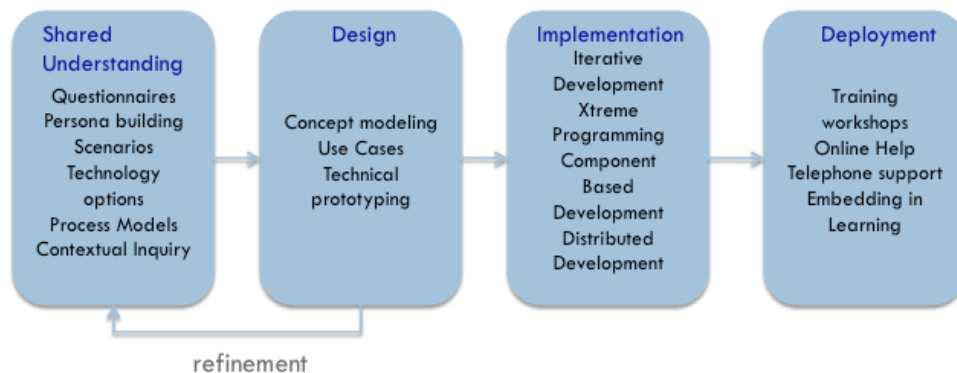 Shared
Understanding
Questionnaires
Persona building
Scenarios
Technology
options
Process Models
Contextual Inquiry
Design
Concept modeling
Use Cases
Technical
prototyping
Implementation
Iterative
Development
Xtreme
Programming
Component
Based
Development
Distributed
Development
Deployment
Training
workshops
Online Help
Telephone support
Embedding in
Learning
refinement